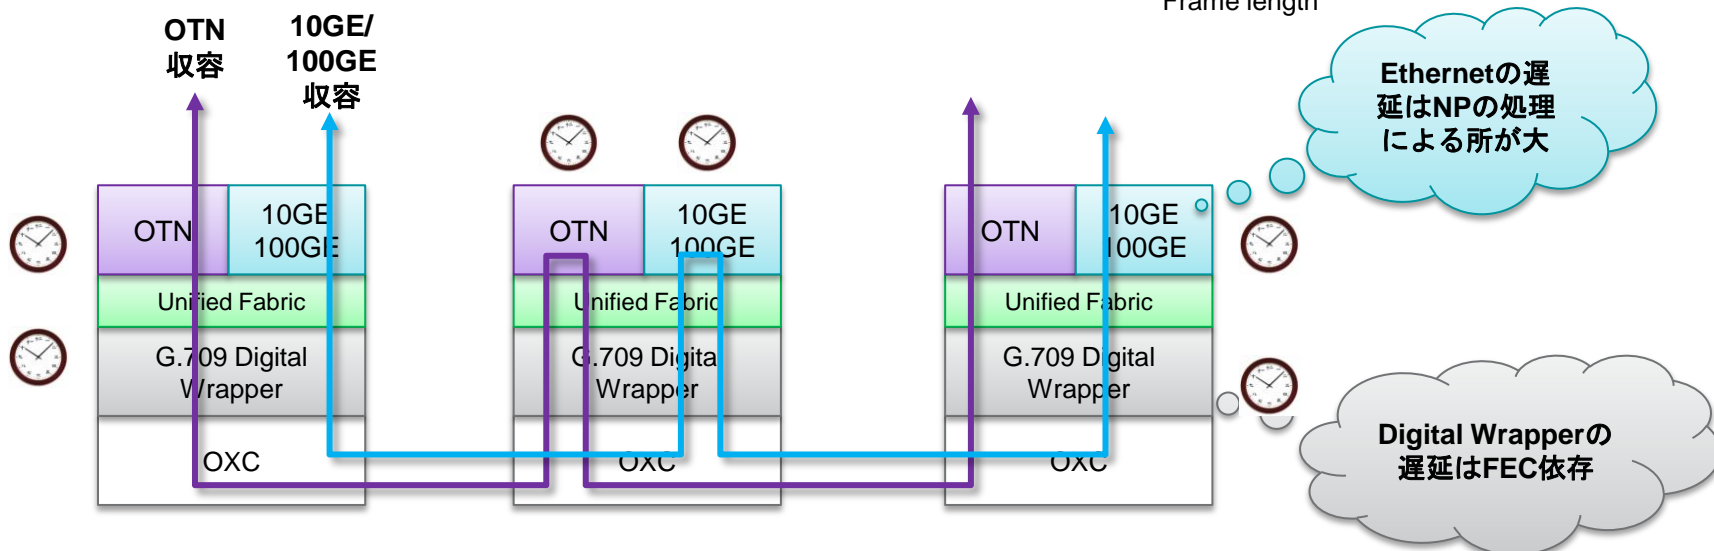 Frame length
OTN
収容
10GE/
100GE
収容
Ethernetの遅
延はNPの処理
による所が大
OTN
10GE
100GE
Unified Fabric
G.709 Digital
Wrapper
OXC
OTN
10GE
100GE
Unified Fabric
G.709 Digital
Wrapper
OXC
OTN
10GE
100GE
Unified Fabric
G.709 Digital
Wrapper
OXC
Digital Wrapperの
遅延はFEC依存